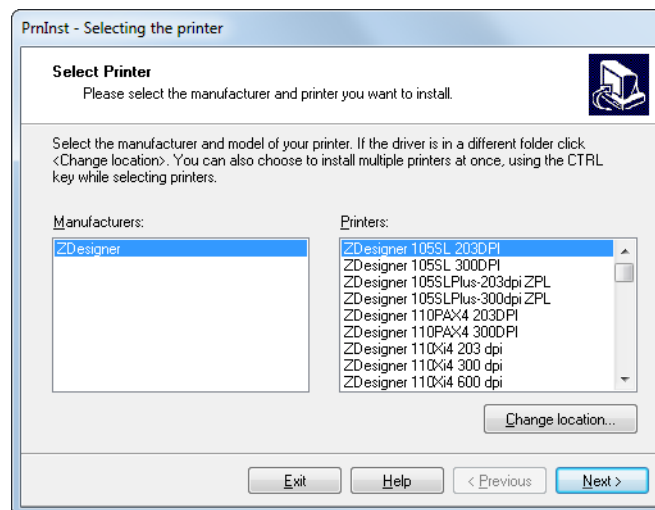 PrnInst - Selecting the printer
Select Printer
Please select the manufacturer and printer you want to install.
Select the manufacturer and model of your printer. If the driver is in a different folder click
<Change location>. You can also choose to install multiple printers at once, using the CTRL
key while selecting printers.
Manufacturers:
ZDesigner
Printers:
ZDesigner 105SL 203DPI
ZDesigner 105SL 300DPI
ZDesigner 105SLPlus-203dpi ZPL
ZDesigner 105SLPlus-300dpi ZPL
ZDesigner 110PAX4 203DPI
ZDesigner 110PAX4 300DPI
ZDesigner 110Xi4 203 dpi
ZDesigner 110Xi4 300 dpi
ZDesigner 110Xi4 600 dpi
Change location...
Exit
Help
< Previous
Next >